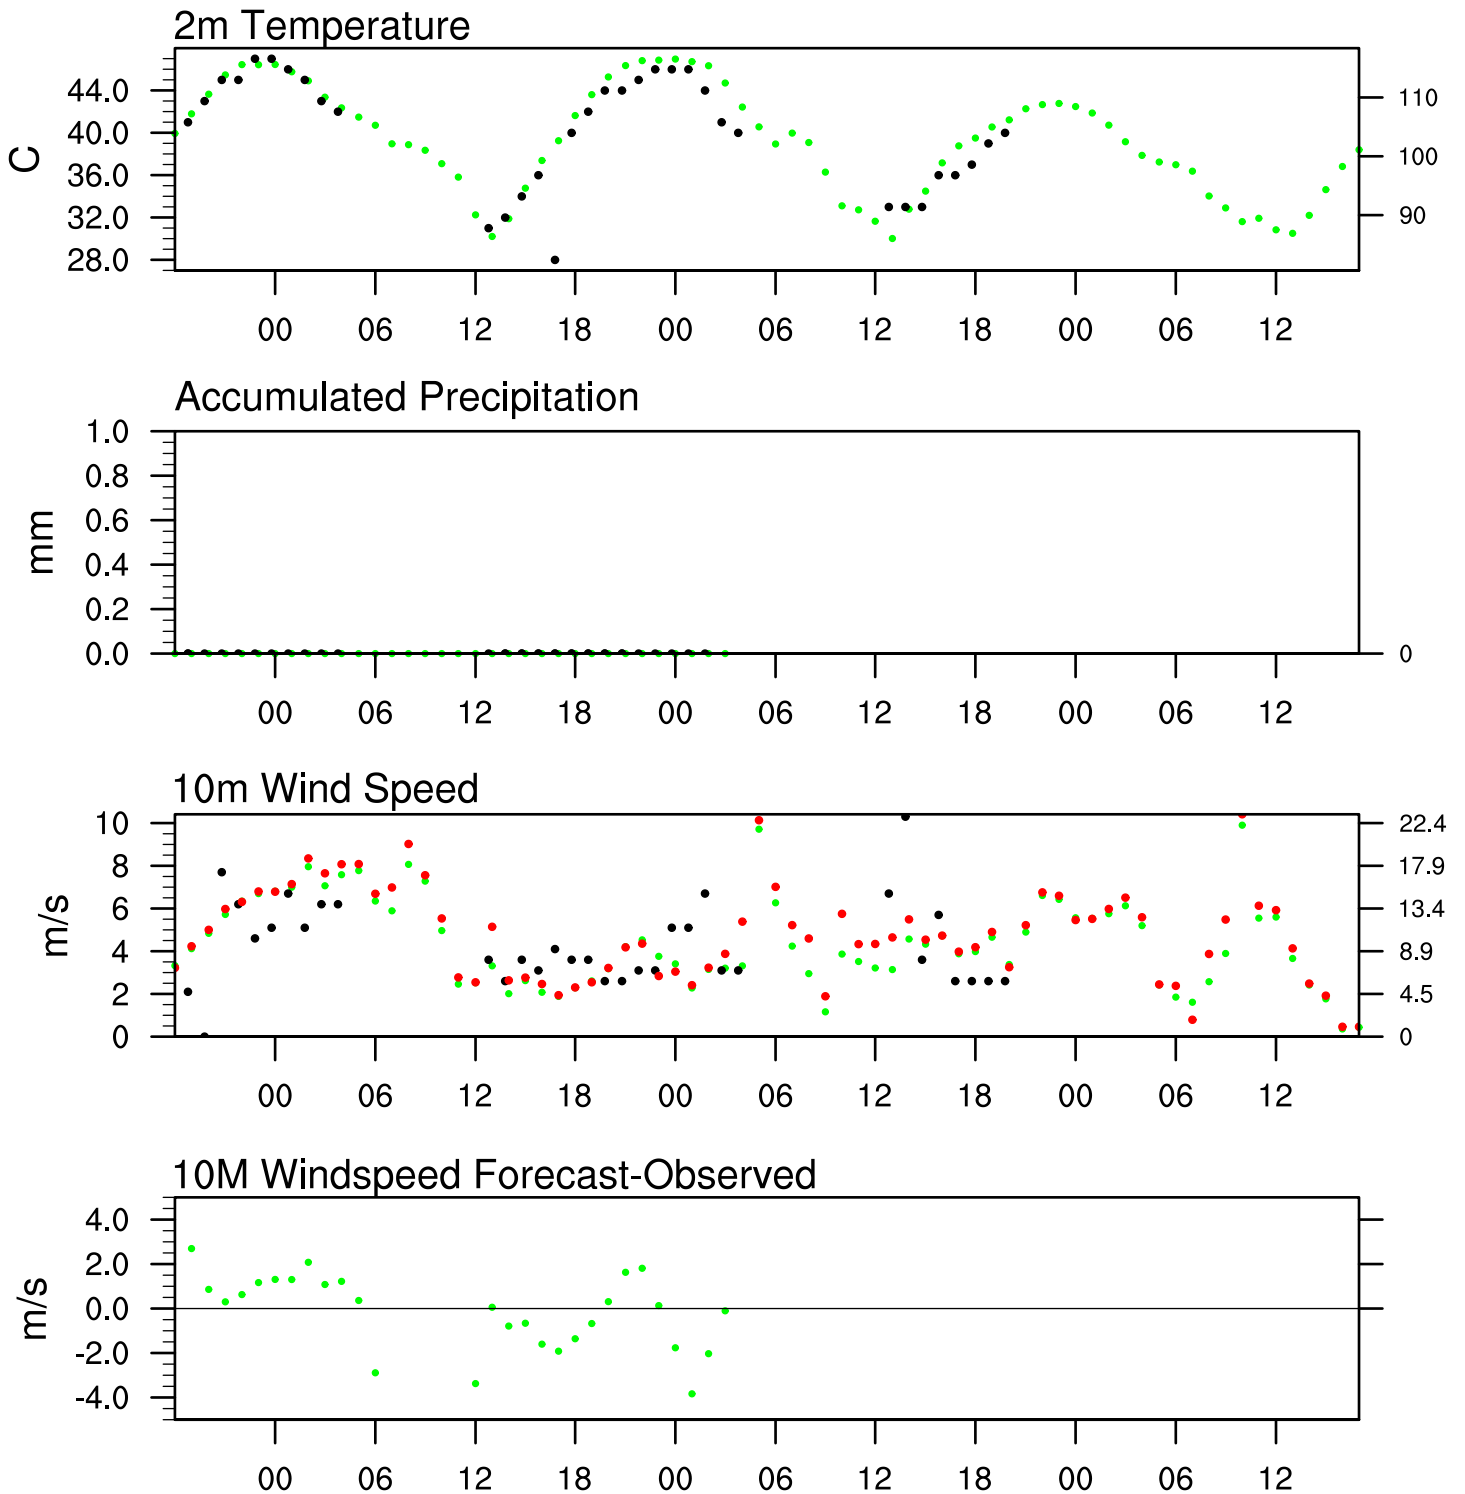 2m Temperature
44.0
40.0
36.0
32.0
28.0
C
110
100
90
00 06 12 18 00 06 12 18 00 06 12
Accumulated Precipitation
1.0
0.8
0.6
0.4
0.2
0.0
mm
0
00 06 12 18 00 06 12 18 00 06 12
10m Wind Speed
10
8
6
4
2
0
m/s
22.4
17.9
13.4
8.9
4.5
0
00 06 12 18 00 06 12 18 00 06 12
10M Windspeed Forecast-Observed
4.0
2.0
0.0
-2.0
-4.0
m/s
00 06 12 18 00 06 12 18 00 06 12